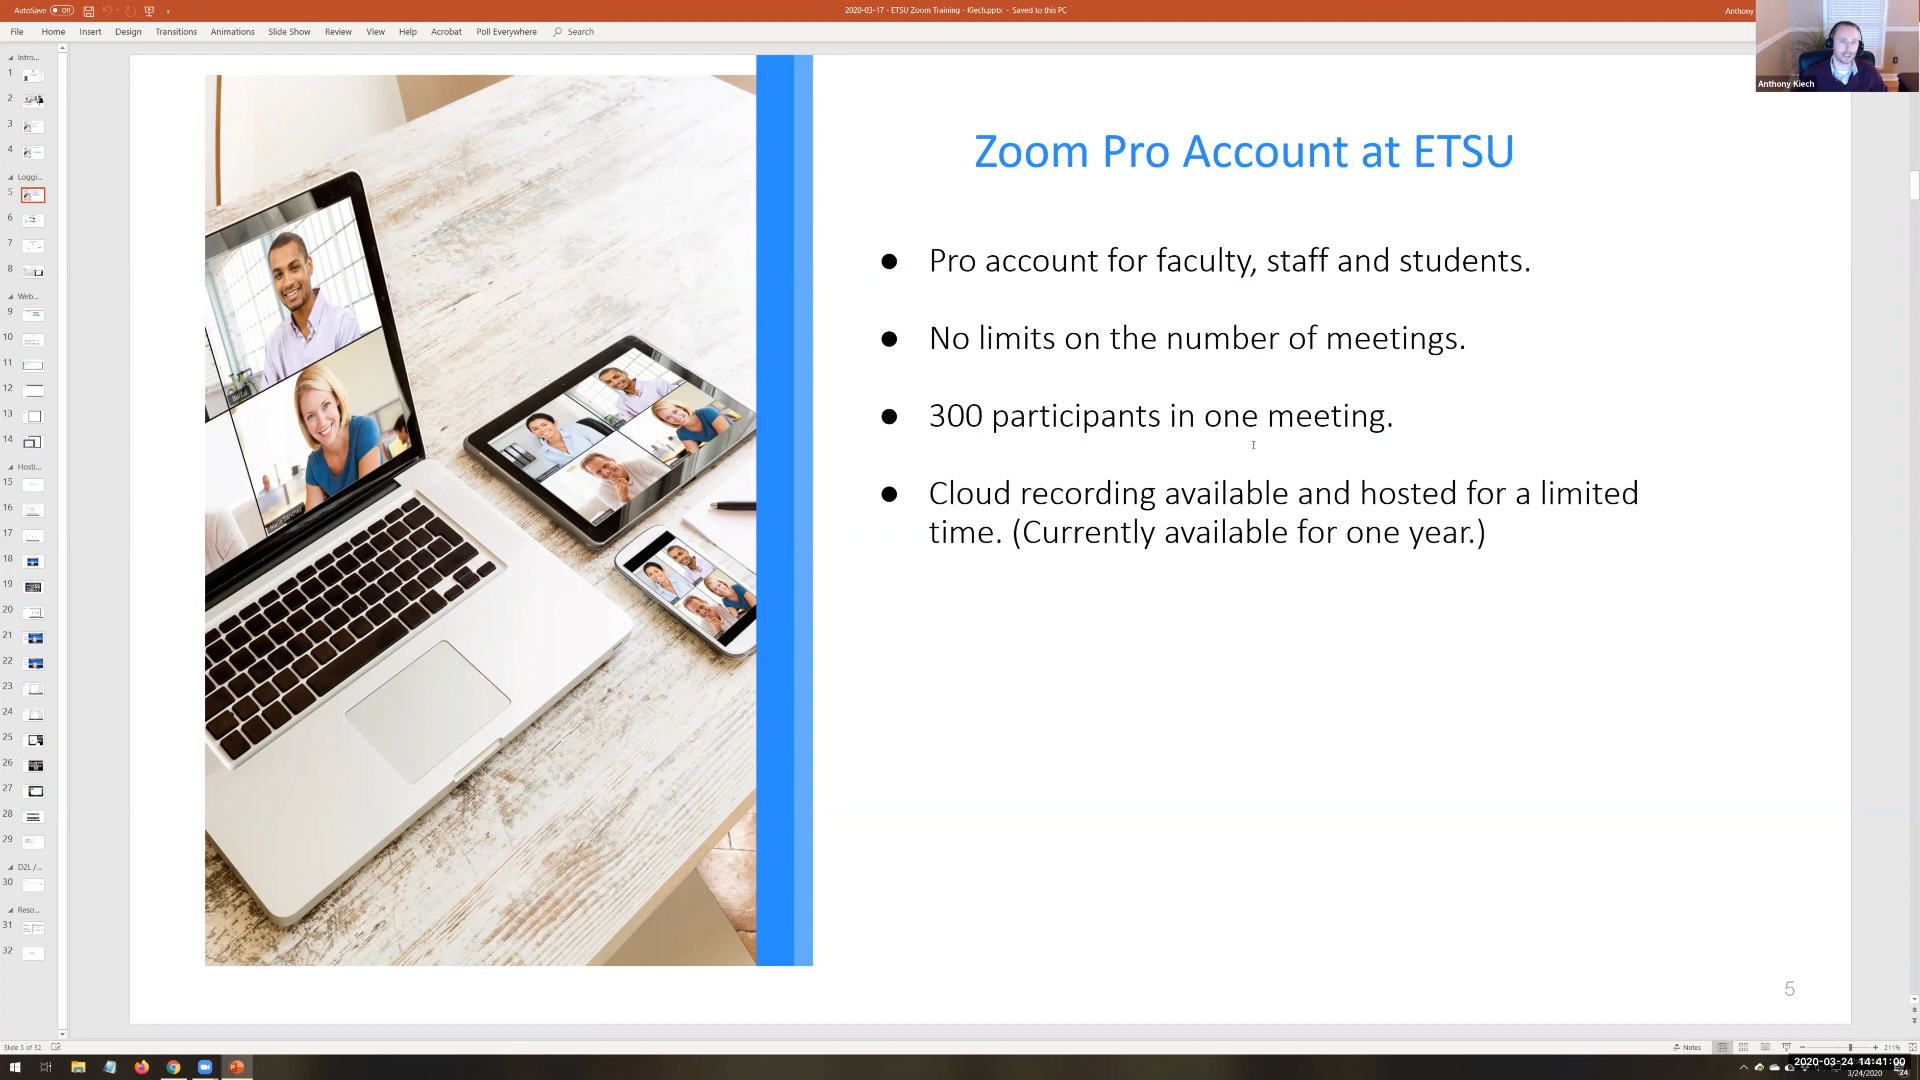 AutoSave Off
2020-03-17 - ETSU Zoom Training - Kiech.pptx - Saved to this PC
Anthony
File Home Insert Design Transitions Animations Slide Show Review View Help Acrobat Poll Everywhere Search
Anthony Kiech
Intro...
1
2
3
4
Loggi...
5
6
7
8
Web...
9
10
11
12
13
14
Hosti...
15
16
17
18
19
20
21
22
23
24
25
26
27
28
29
D2L /...
30
Reso...
31
32
Zoom Pro Account at ETSU
● Pro account for faculty, staff and students.
● No limits on the number of meetings.
● 300 participants in one meeting.
● Cloud recording available and hosted for a limited
time. (Currently available for one year.)
5
Slide 5 of 32
Notes
211%
2020-03-24 14:41:00
3/24/2020
24